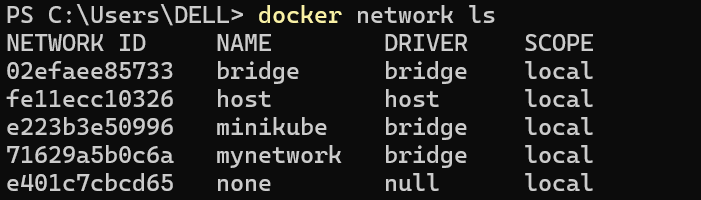 PS C:\Users\DELL> docker network ls
NETWORK ID     NAME        DRIVER    SCOPE
02efaee85733   bridge      bridge    local
fe11ecc10326   host        host      local
e223b3e50996   minikube    bridge    local
71629a5b0c6a   mynetwork   bridge    local
e401c7cbcd65   none        null      local